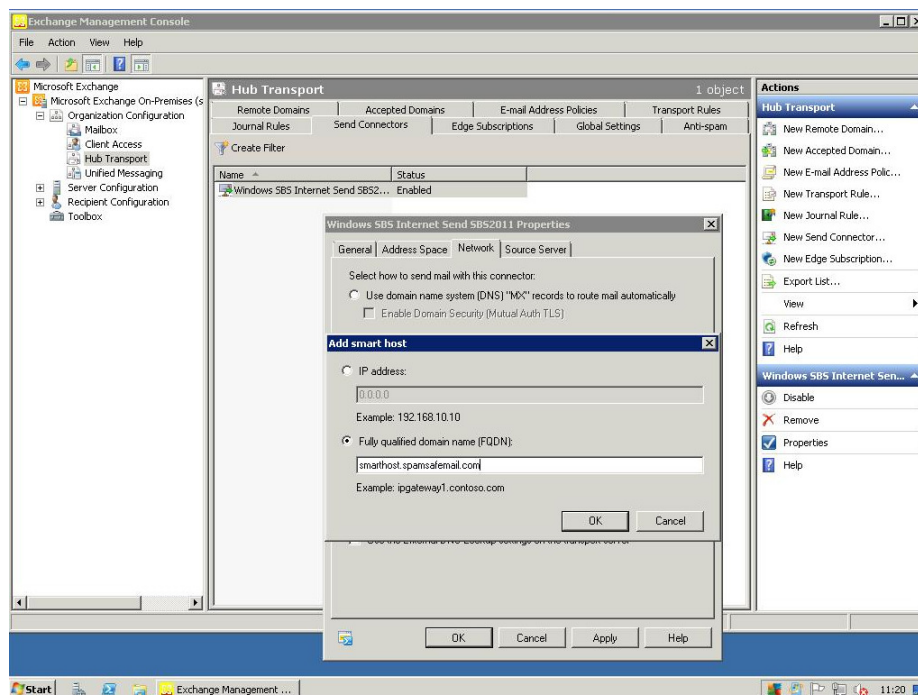 Exchange Management Console
File Action View Help
Microsoft Exchange
Microsoft Exchange On-Premises (s
Organization Configuration
Mailbox
Client Access
Hub Transport
Unified Messaging
Server Configuration
Recipient Configuration
Toolbox
Hub Transport 1 object
Remote Domains Accepted Domains E-mail Address Policies Transport Rules
Journal Rules Send Connectors Edge Subscriptions Global Settings Anti-spam
Create Filter
Name Status
Windows SBS Internet Send SBS2... Enabled
Windows SBS Internet Send SBS2011 Properties
General Address Space Network Source Server
Select how to send mail with this connector:
Use domain name system (DNS) "MX" records to route mail automatically
Enable Domain Security (Mutual Auth TLS)
Add smart host
IP address:
0.0.0.0
Example: 192.168.10.10
Fully qualified domain name (FQDN):
smarthost.spamsafemail.com
Example: ipgateway1.contoso.com
OK Cancel
OK Cancel Apply Help
Actions
Hub Transport
New Remote Domain...
New Accepted Domain...
New E-mail Address Polic...
New Transport Rule...
New Journal Rule...
New Send Connector...
New Edge Subscription...
Export List...
View
Refresh
Help
Windows SBS Internet Sen...
Disable
Remove
Properties
Help
Start Exchange Management ... 11:20